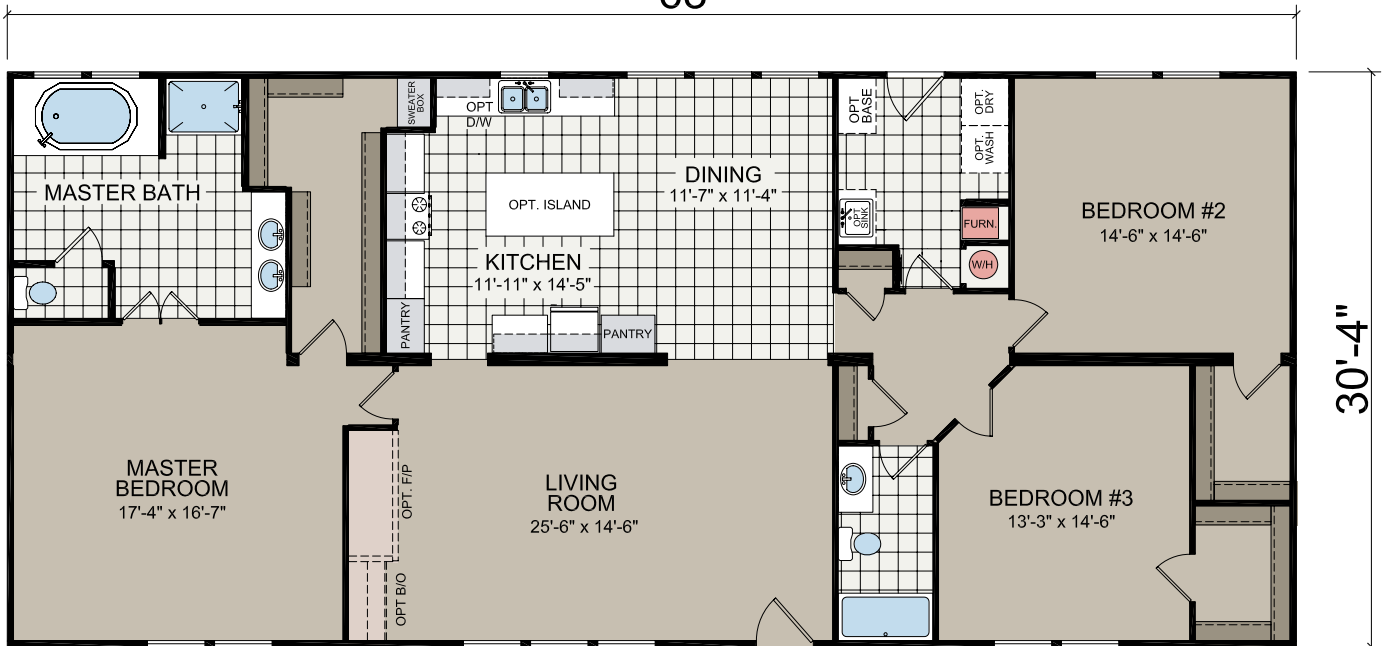 SWEATER
BOX
OPT
D/W
OPT
BASE
OPT.
DRY
OPT.
WASH
MASTER BATH
DINING
11'-7" x 11'-4"
OPT. ISLAND
OPT
SINK
FURN.
BEDROOM #2
14'-6" x 14'-6"
KITCHEN
11'-11" x 14'-5"
W/H
PANTRY
PANTRY
30'-4"
MASTER
BEDROOM
17'-4" x 16'-7"
OPT. F/P
LIVING
ROOM
25'-6" x 14'-6"
BEDROOM #3
13'-3" x 14'-6"
OPT B/O